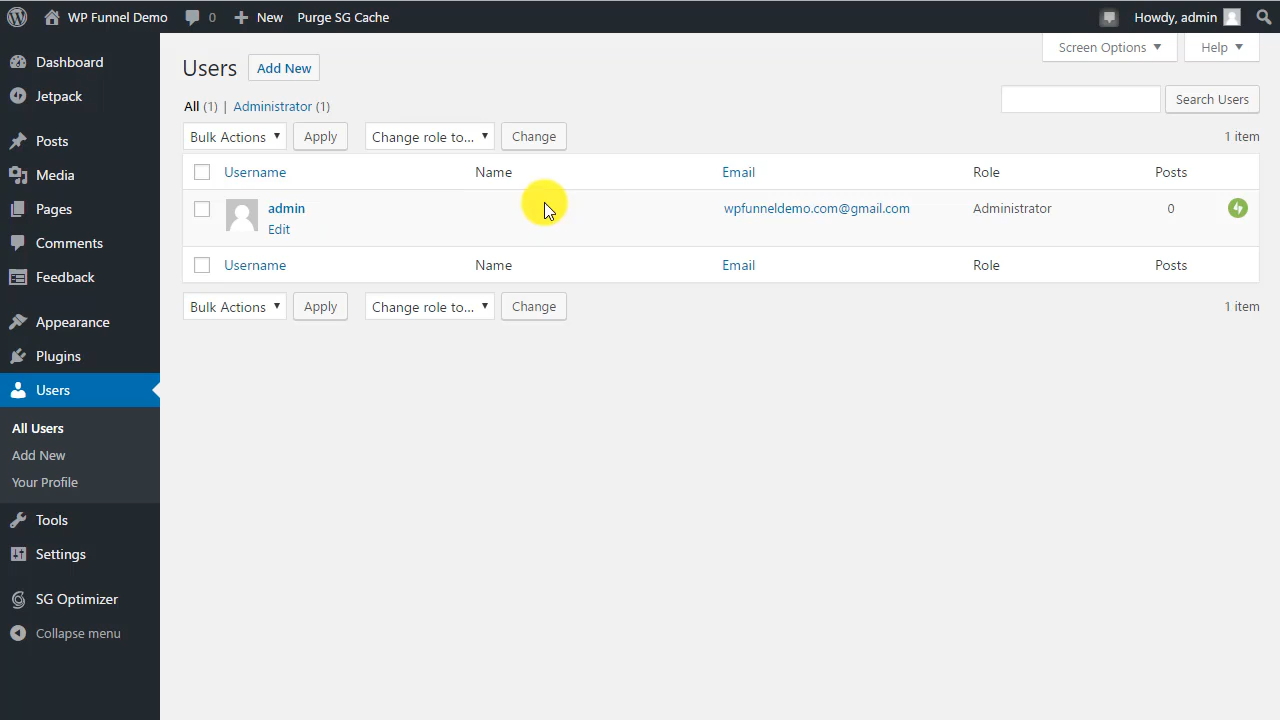 WP Funnel Demo 0 New Purge SG Cache Howdy, admin
Dashboard
Jetpack
Posts
Media
Pages
Comments
Feedback
Appearance
Plugins
Users
All Users
Add New
Your Profile
Tools
Settings
SG Optimizer
Collapse menu
Screen Options Help
Users Add New
All (1) | Administrator (1)
Search Users
Bulk Actions Apply Change role to... Change 1 item
Username Name Email Role Posts
admin wpfunneldemo.com@gmail.com Administrator 0
Edit
Username Name Email Role Posts
Bulk Actions Apply Change role to... Change 1 item